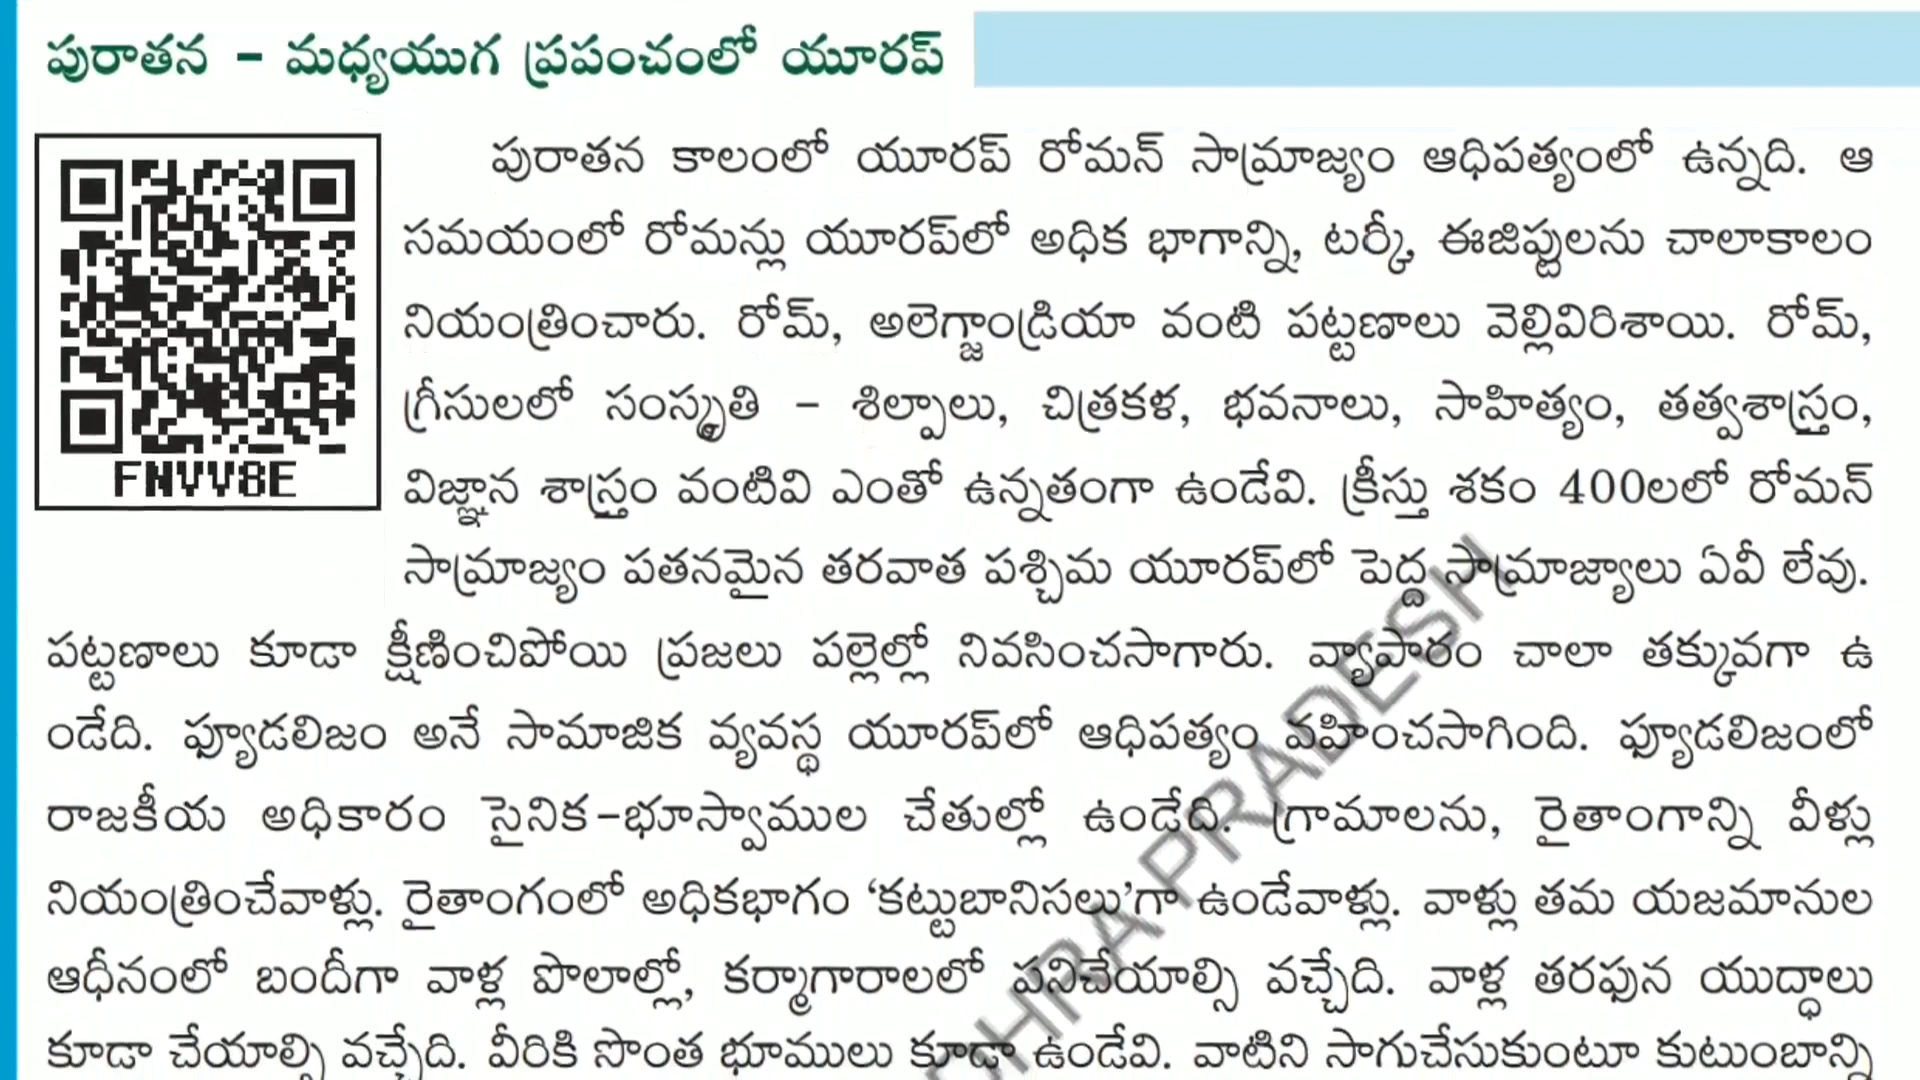 పురాతన – మధ్యయుగ ప్రపంచంలో యూరప్
పురాతన కాలంలో యూరప్ రోమన్ సామ్రాజ్యం ఆధిపత్యంలో ఉన్నది. ఆ
సమయంలో రోమన్లు యూరప్‌లో అధిక భాగాన్ని, టర్కీ, ఈజిప్టులను చాలాకాలం
నియంత్రించారు. రోమ్, అలెగ్జాండ్రియా వంటి పట్టణాలు వెల్లివిరిశాయి. రోమ్,
గ్రీసులలో సంస్కృతి – శిల్పాలు, చిత్రకళ, భవనాలు, సాహిత్యం, తత్వశాస్త్రం,
విజ్ఞాన శాస్త్రం వంటివి ఎంతో ఉన్నతంగా ఉండేవి. క్రీస్తు శకం 400లలో రోమన్
FNVV8E
సామ్రాజ్యం పతనమైన తరవాత పశ్చిమ యూరప్‌లో పెద్ద సామ్రాజ్యాలు ఏవీ లేవు.
పట్టణాలు కూడా క్షీణించిపోయి ప్రజలు పల్లెల్లో నివసించసాగారు. వ్యాపారం చాలా తక్కువగా ఉ
ండేది. ఫ్యూడలిజం అనే సామాజిక వ్యవస్థ యూరప్‌లో ఆధిపత్యం వహించసాగింది. ఫ్యూడలిజంలో
రాజకీయ అధికారం సైనిక-భూస్వాముల చేతుల్లో ఉండేది. గ్రామాలను, రైతాంగాన్ని వీళ్లు
నియంత్రించేవాళ్లు. రైతాంగంలో అధికభాగం ‘కట్టుబానిసలు’గా ఉండేవాళ్లు. వాళ్లు తమ యజమానుల
ఆధీనంలో బందీగా వాళ్ల పొలాల్లో, కర్మాగారాలలో పనిచేయాల్సి వచ్చేది. వాళ్ల తరఫున యుద్ధాలు
కూడా చేయాల్సి వచ్చేది. వీరికి సొంత భూములు కూడా ఉండేవి. వాటిని సాగుచేసుకుంటూ కుటుంబాన్ని
DHRA PRADESH